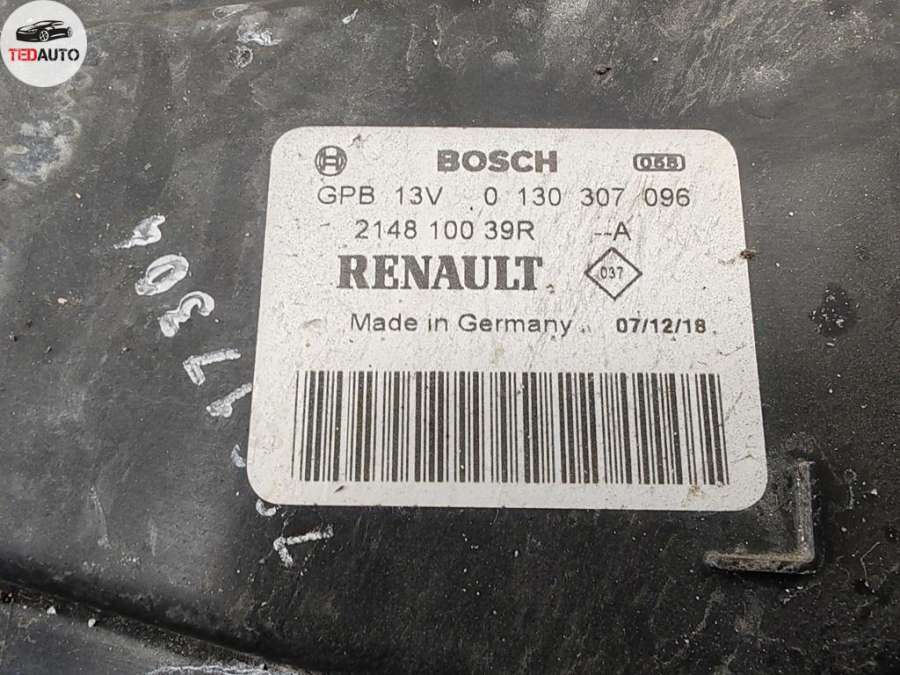 TEDAUTO
BOSCH 05B
GPB 13V 0 130 307 096
2148 100 39R --A
RENAULT 037
Made in Germany 07/12/18